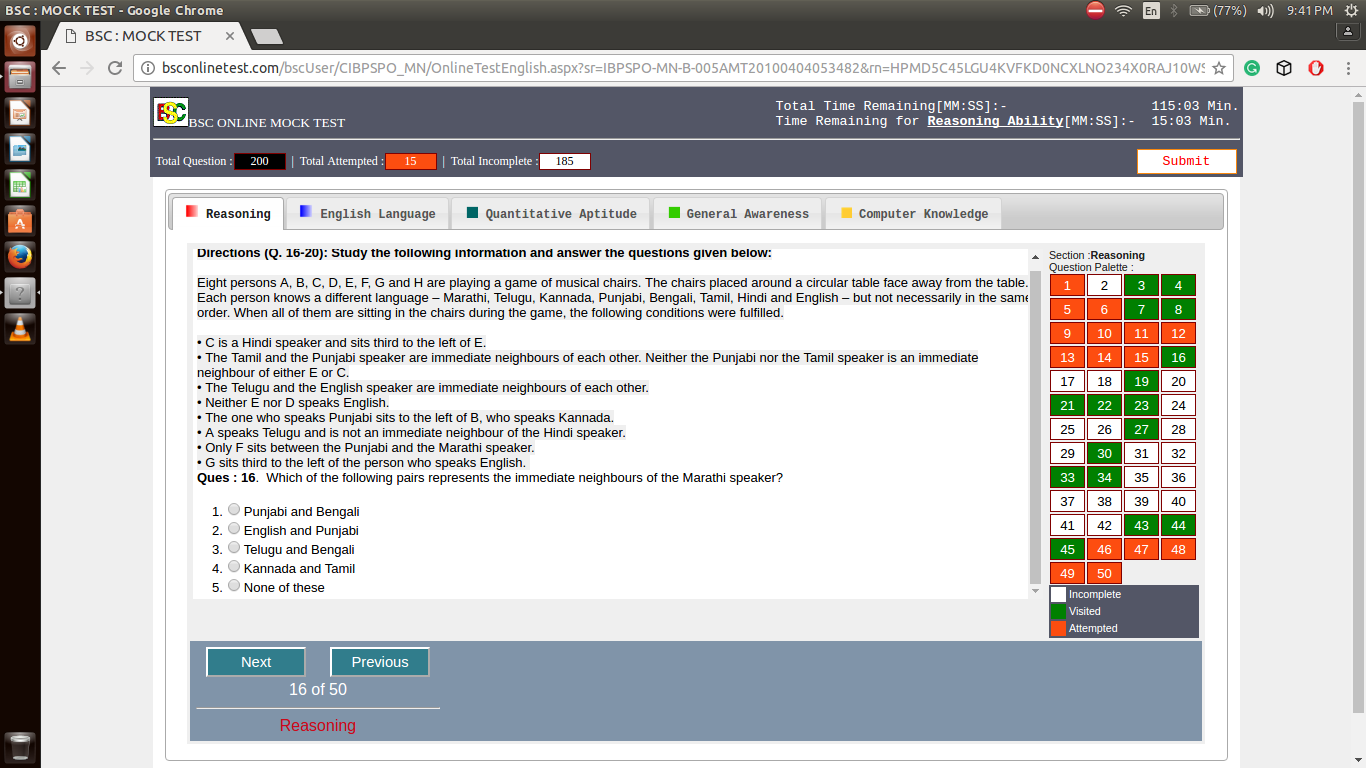 BSC : MOCK TEST - Google Chrome
En
(77%)
9:41 PM
BSC : MOCK TEST
bsconlinetest.com/bscUser/CIBPSPO_MN/OnlineTestEnglish.aspx?sr=IBPSPO-MN-B-005AMT20100404053482&rn=HPMD5C45LGU4KVFKD0NCXLNO234X0RAJ10WS
BSC
BSC ONLINE MOCK TEST
Total Time Remaining[MM:SS]:- 115:03 Min.
Time Remaining for Reasoning Ability[MM:SS]:- 15:03 Min.
Total Question : 200 | Total Attempted : 15 | Total Incomplete : 185
Submit
Reasoning English Language Quantitative Aptitude General Awareness Computer Knowledge
Directions (Q. 16-20): Study the following information and answer the questions given below:
Eight persons A, B, C, D, E, F, G and H are playing a game of musical chairs. The chairs placed around a circular table face away from the table.
Each person knows a different language – Marathi, Telugu, Kannada, Punjabi, Bengali, Tamil, Hindi and English – but not necessarily in the same
order. When all of them are sitting in the chairs during the game, the following conditions were fulfilled.
• C is a Hindi speaker and sits third to the left of E.
• The Tamil and the Punjabi speaker are immediate neighbours of each other. Neither the Punjabi nor the Tamil speaker is an immediate
neighbour of either E or C.
• The Telugu and the English speaker are immediate neighbours of each other.
• Neither E nor D speaks English.
• The one who speaks Punjabi sits to the left of B, who speaks Kannada.
• A speaks Telugu and is not an immediate neighbour of the Hindi speaker.
• Only F sits between the Punjabi and the Marathi speaker.
• G sits third to the left of the person who speaks English.
Ques : 16. Which of the following pairs represents the immediate neighbours of the Marathi speaker?
1. Punjabi and Bengali
2. English and Punjabi
3. Telugu and Bengali
4. Kannada and Tamil
5. None of these
Section :Reasoning
Question Palette :
1 2 3 4
5 6 7 8
9 10 11 12
13 14 15 16
17 18 19 20
21 22 23 24
25 26 27 28
29 30 31 32
33 34 35 36
37 38 39 40
41 42 43 44
45 46 47 48
49 50
Incomplete
Visited
Attempted
Next Previous
16 of 50
Reasoning